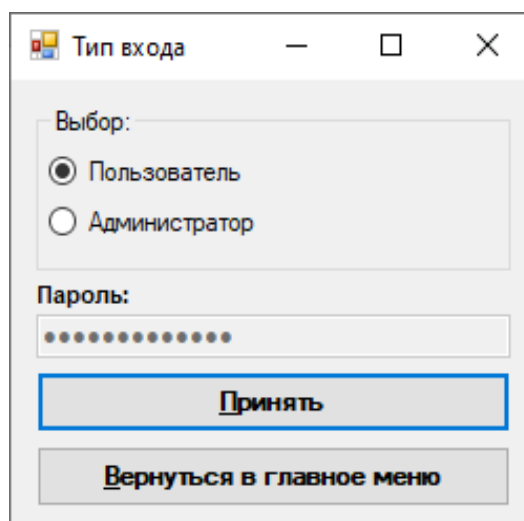 Тип входа
Выбор:
Пользователь
Администратор
Пароль:
•••••••••••••
Принять
Вернуться в главное меню